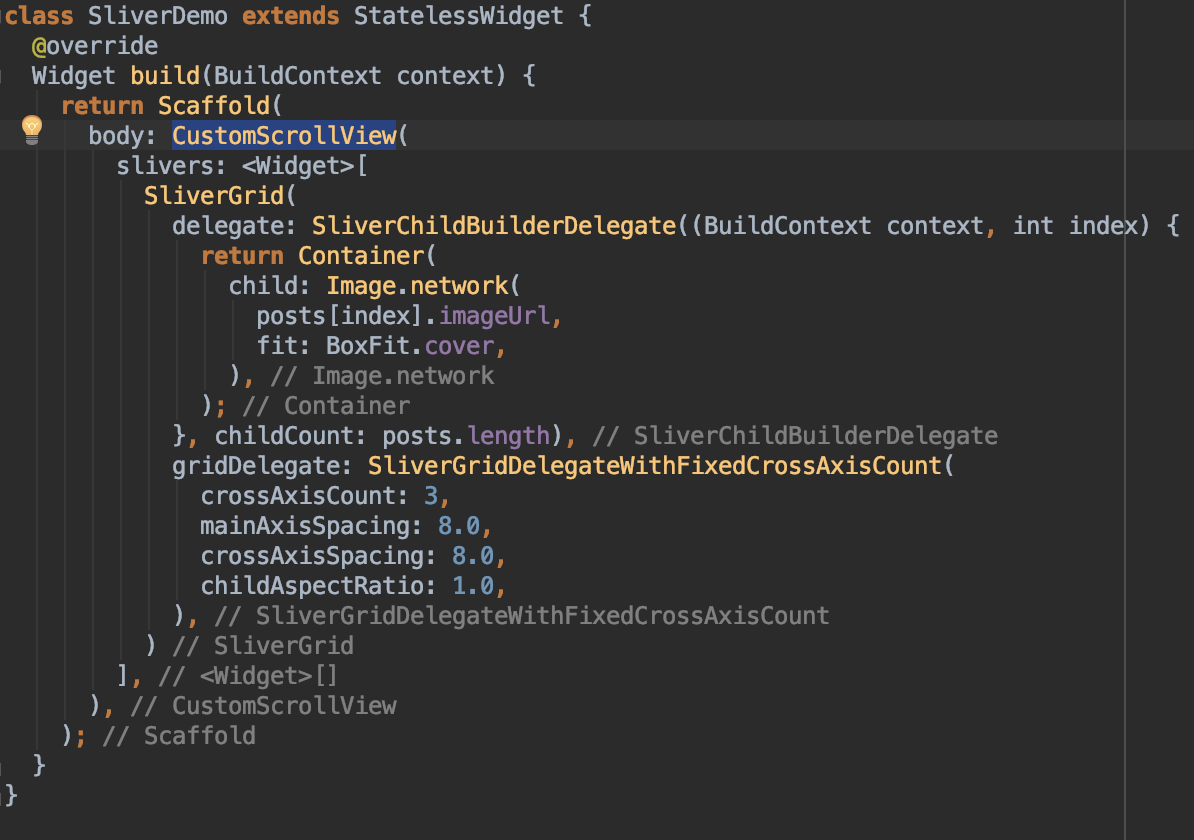 class SliverDemo extends StatelessWidget {
@override
Widget build(BuildContext context) {
return Scaffold(
body: CustomScrollView(
slivers: <Widget>[
SliverGrid(
delegate: SliverChildBuilderDelegate((BuildContext context, int index) {
return Container(
child: Image.network(
posts[index].imageUrl,
fit: BoxFit.cover,
), // Image.network
); // Container
}, childCount: posts.length), // SliverChildBuilderDelegate
gridDelegate: SliverGridDelegateWithFixedCrossAxisCount(
crossAxisCount: 3,
mainAxisSpacing: 8.0,
crossAxisSpacing: 8.0,
childAspectRatio: 1.0,
), // SliverGridDelegateWithFixedCrossAxisCount
) // SliverGrid
], // <Widget>[]
), // CustomScrollView
); // Scaffold
}
}